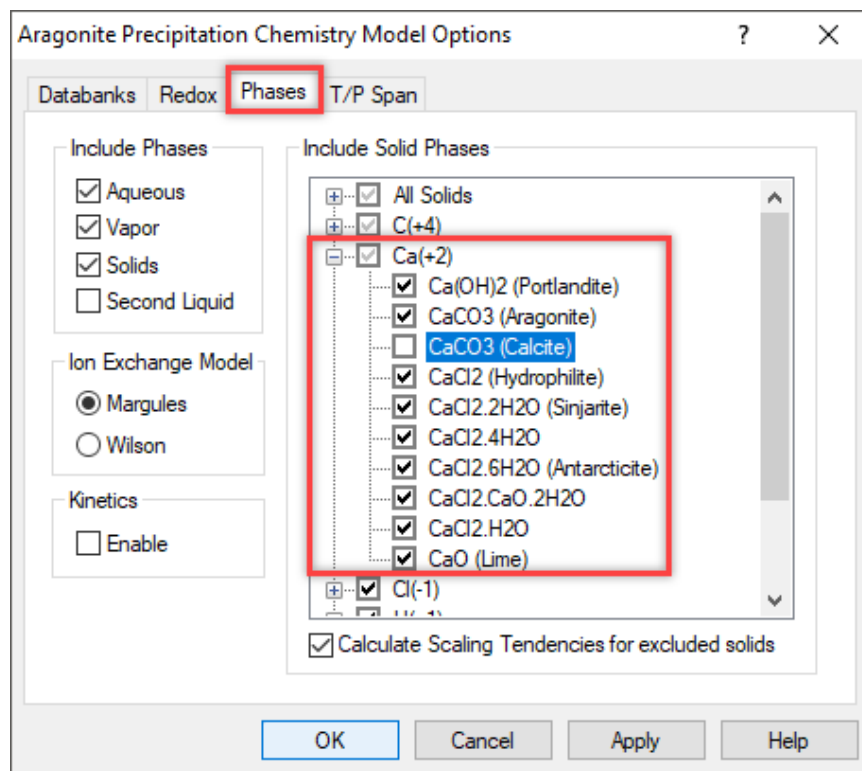 Aragonite Precipitation Chemistry Model Options
Databanks Redox Phases T/P Span
Include Phases
Aqueous
Vapor
Solids
Second Liquid
Ion Exchange Model
Margules
Wilson
Kinetics
Enable
Include Solid Phases
All Solids
C(+4)
Ca(+2)
Ca(OH)2 (Portlandite)
CaCO3 (Aragonite)
CaCO3 (Calcite)
CaCl2 (Hydrophilite)
CaCl2.2H2O (Sinjarite)
CaCl2.4H2O
CaCl2.6H2O (Antarcticite)
CaCl2.CaO.2H2O
CaCl2.H2O
CaO (Lime)
Cl(-1)
Calculate Scaling Tendencies for excluded solids
OK Cancel Apply Help